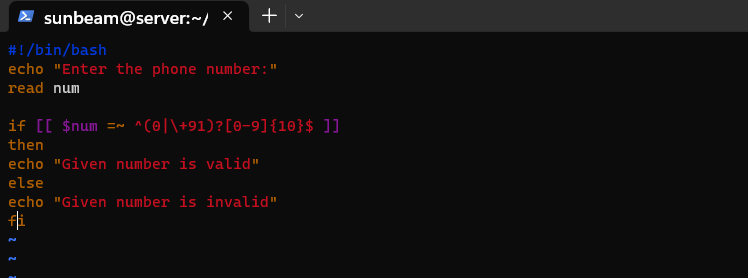 sunbeam@server:~/
#!/bin/bash
echo "Enter the phone number:"
read num
if [[ $num =~ ^(0|\+91)?[0-9]{10}$ ]]
then
echo "Given number is valid"
else
echo "Given number is invalid"
fi
~
~
~